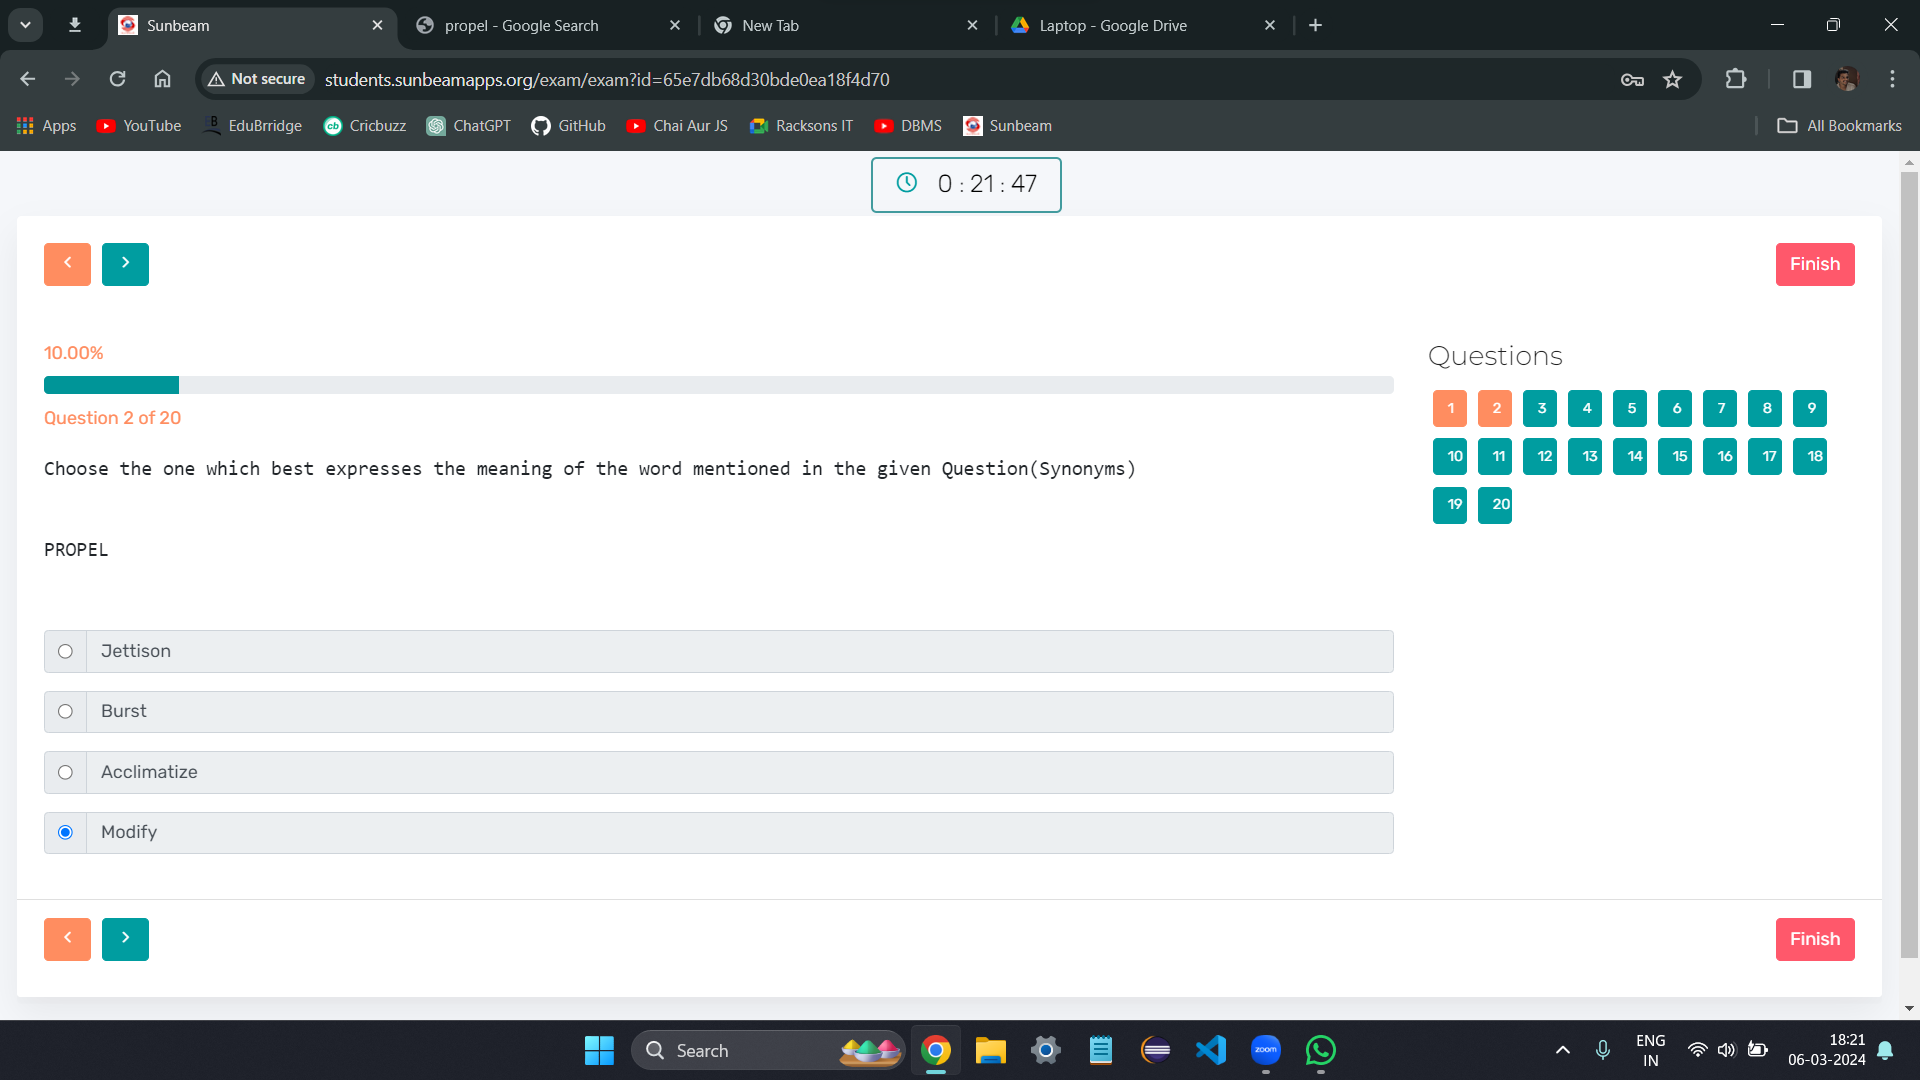 Sunbeam
propel - Google Search
New Tab
Laptop - Google Drive
Not secure
students.sunbeamapps.org/exam/exam?id=65e7db68d30bde0ea18f4d70
Apps
YouTube
EduBrridge
Cricbuzz
ChatGPT
GitHub
Chai Aur JS
Racksons IT
DBMS
Sunbeam
All Bookmarks
0 : 21 : 47
Finish
10.00%
Question 2 of 20
Choose the one which best expresses the meaning of the word mentioned in the given Question(Synonyms)
PROPEL
Jettison
Burst
Acclimatize
Modify
Questions
1 2 3 4 5 6 7 8 9
10 11 12 13 14 15 16 17 18
19 20
Finish
Search
zoom
ENG
IN
18:21
06-03-2024